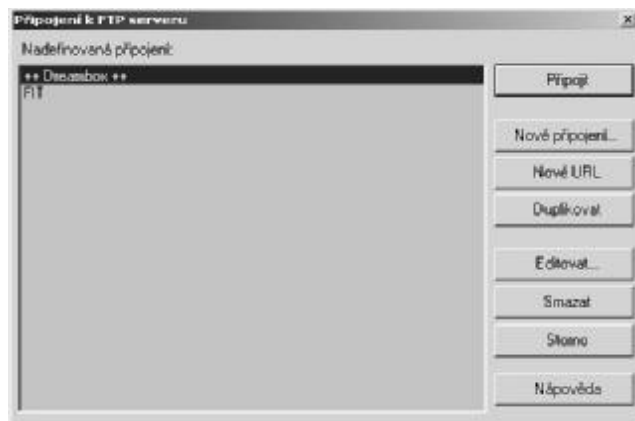 Připojení k FTP serveru
Nadefinovaná připojení:
++ Dreambox ++
FIT
Připojit
Nové připojení...
Nové URL
Duplikovat
Editovat...
Smazat
Storno
Nápověda